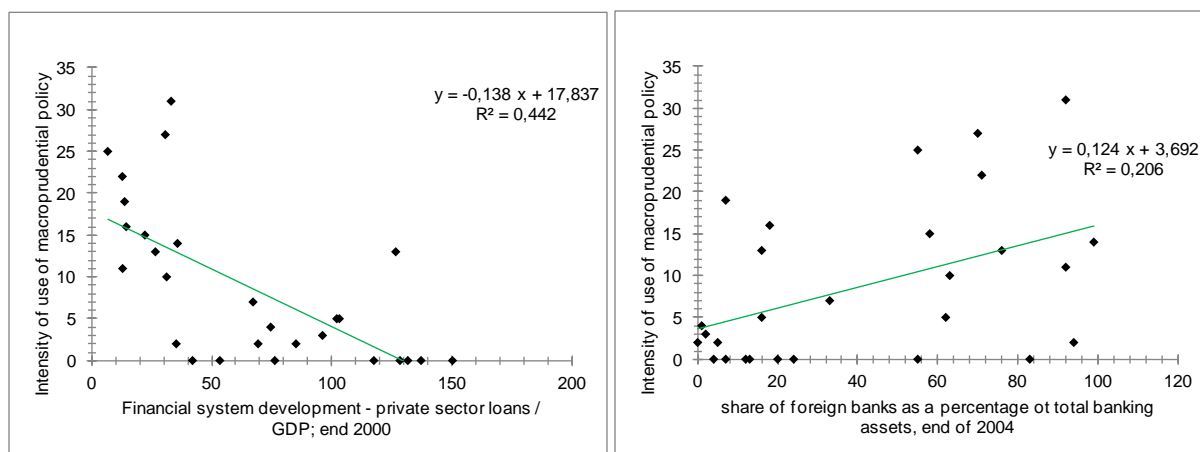 Intensity of use of macroprudential policy
35
30
25
20
15
10
5
0
y = -0,138 x + 17,837
R² = 0,442
0 50 100 150 200
Financial system development - private sector loans /
GDP; end 2000
Intensity of use of macroprudential policy
35
30
25
20
15
10
5
0
y = 0,124 x + 3,692
R² = 0,206
0 20 40 60 80 100 120
share of foreign banks as a percentage ot total banking
assets, end of 2004